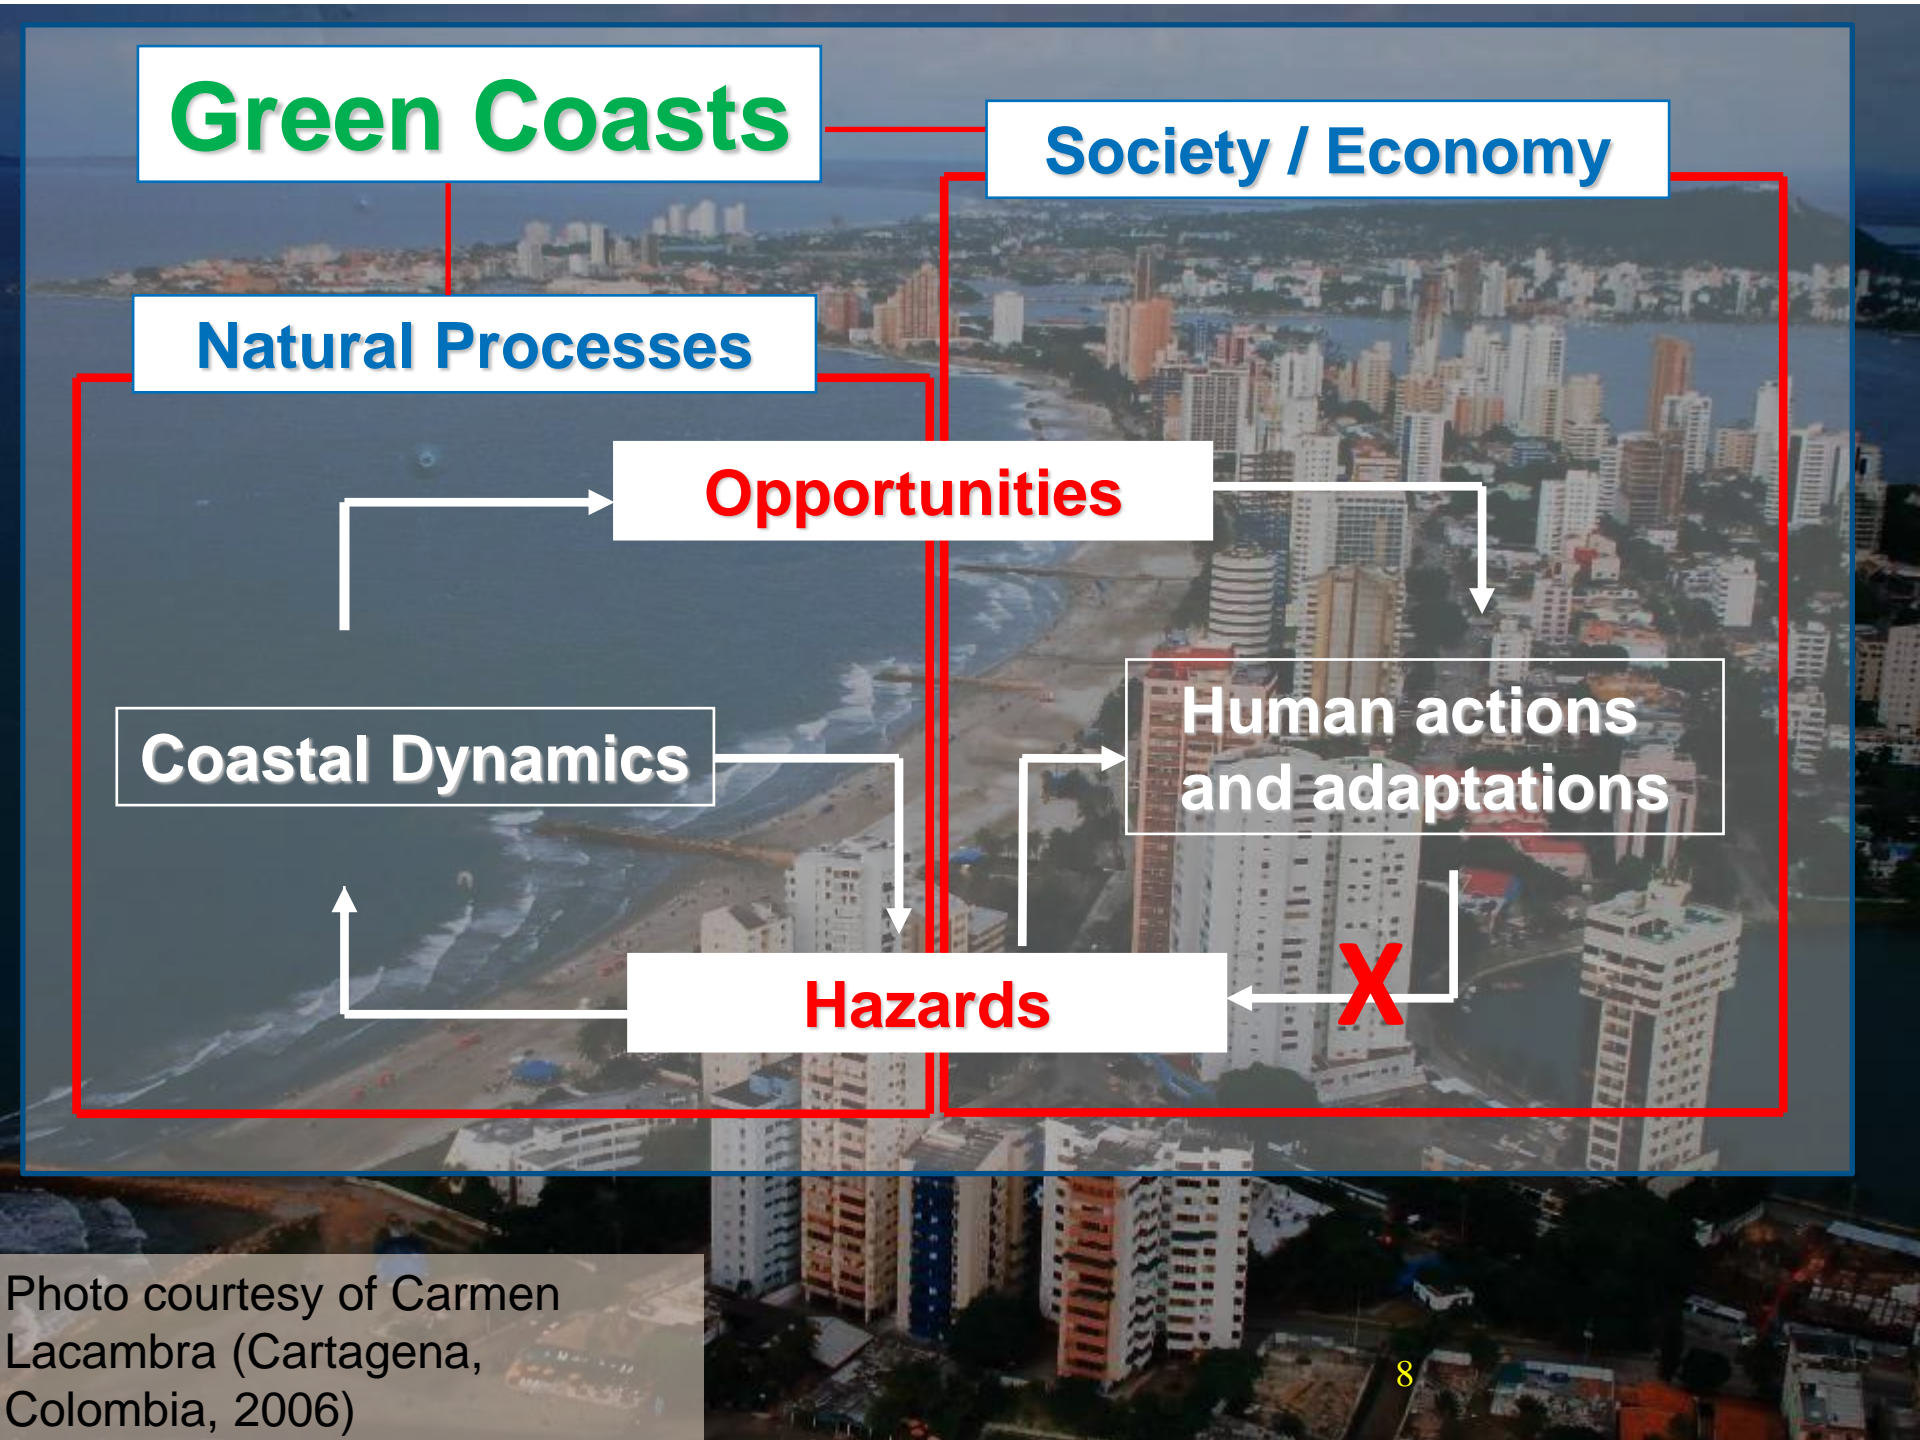 Green Coasts
Society / Economy
Natural Processes
Opportunities
Human actions
and adaptations
Coastal Dynamics
X
Hazards
Photo courtesy of Carmen
Lacambra (Cartagena,
Colombia, 2006)
8